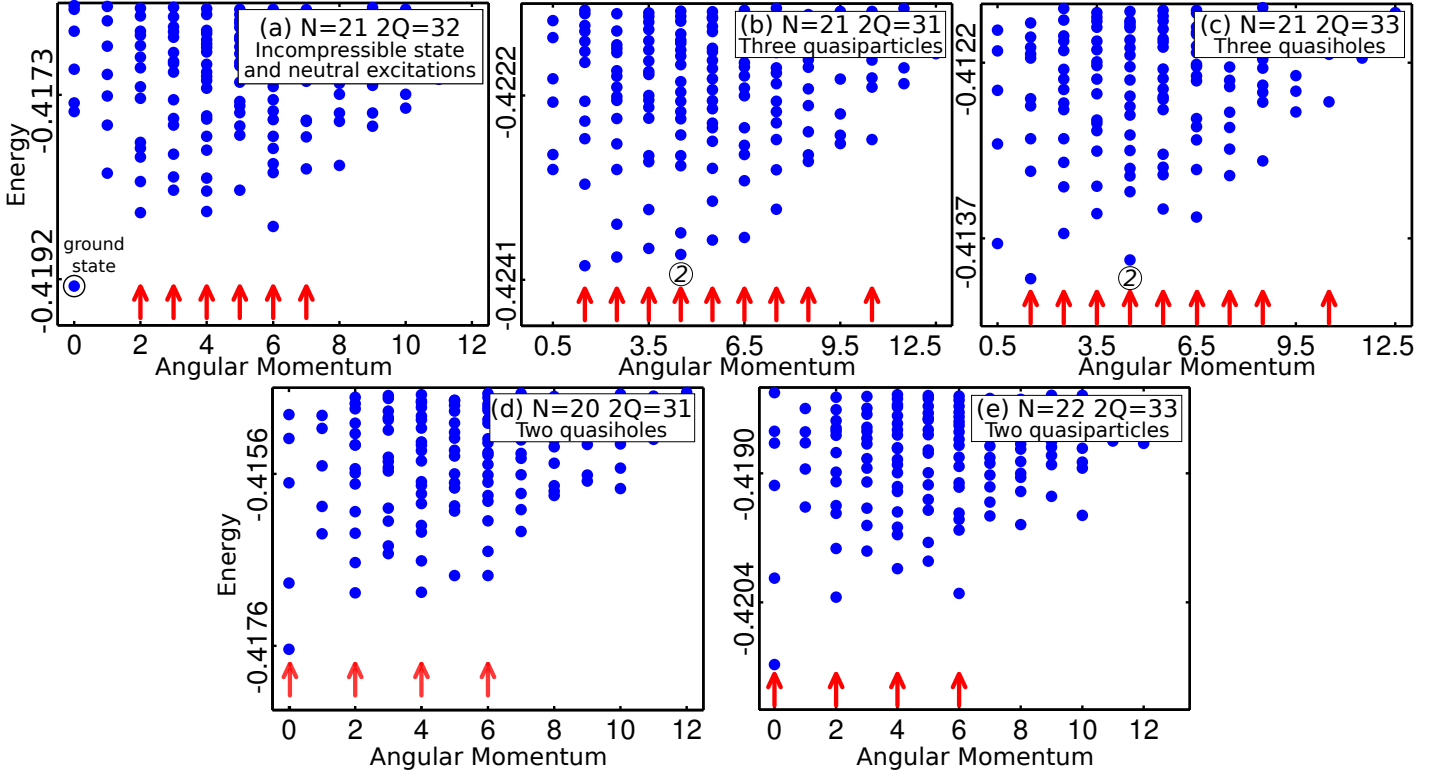 (a) N=21 2Q=32
Incompressible state
and neutral excitations
Energy
-0.4173
-0.4192
ground
state
0 2 4 6 8 10 12
Angular Momentum
(b) N=21 2Q=31
Three quasiparticles
-0.4222
-0.4241
2
0.5 3.5 6.5 9.5 12.5
Angular Momentum
(c) N=21 2Q=33
Three quasiholes
-0.4122
-0.4137
2
0.5 3.5 6.5 9.5 12.5
Angular Momentum
(d) N=20 2Q=31
Two quasiholes
Energy
-0.4156
-0.4176
0 2 4 6 8 10 12
Angular Momentum
(e) N=22 2Q=33
Two quasiparticles
-0.4190
-0.4204
0 2 4 6 8 10 12
Angular Momentum